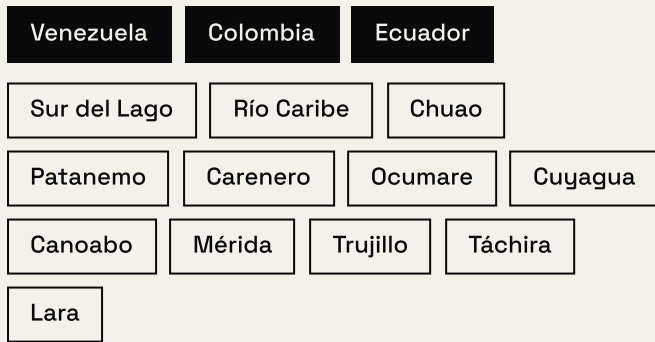 Venezuela Colombia Ecuador
Sur del Lago Río Caribe Chuao
Patanemo Carenero Ocumare Cuyagua
Canoabo Mérida Trujillo Táchira
Lara